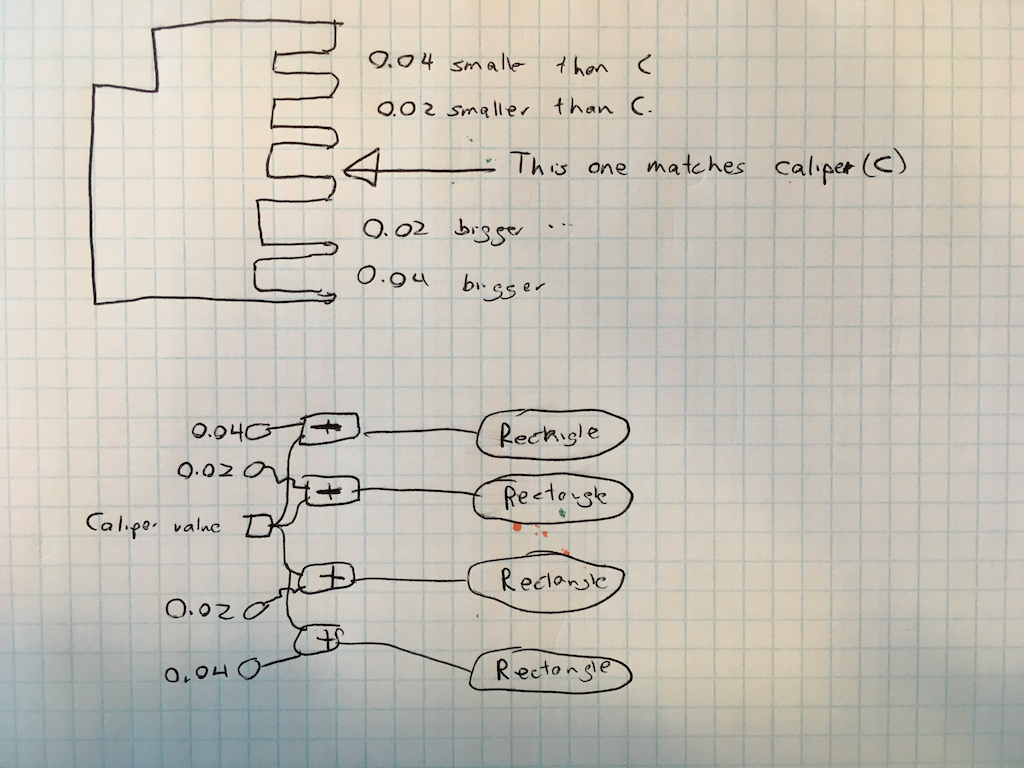 0.04 smalle than C
0.02 smaller than C.
This one matches caliper (C)
0.02 bigger ...
0.04 bigger
0.04 + Rectangle
0.02 + Rectangle
Caliper value
+ Rectangle
0.02
+
0.04 Rectangle